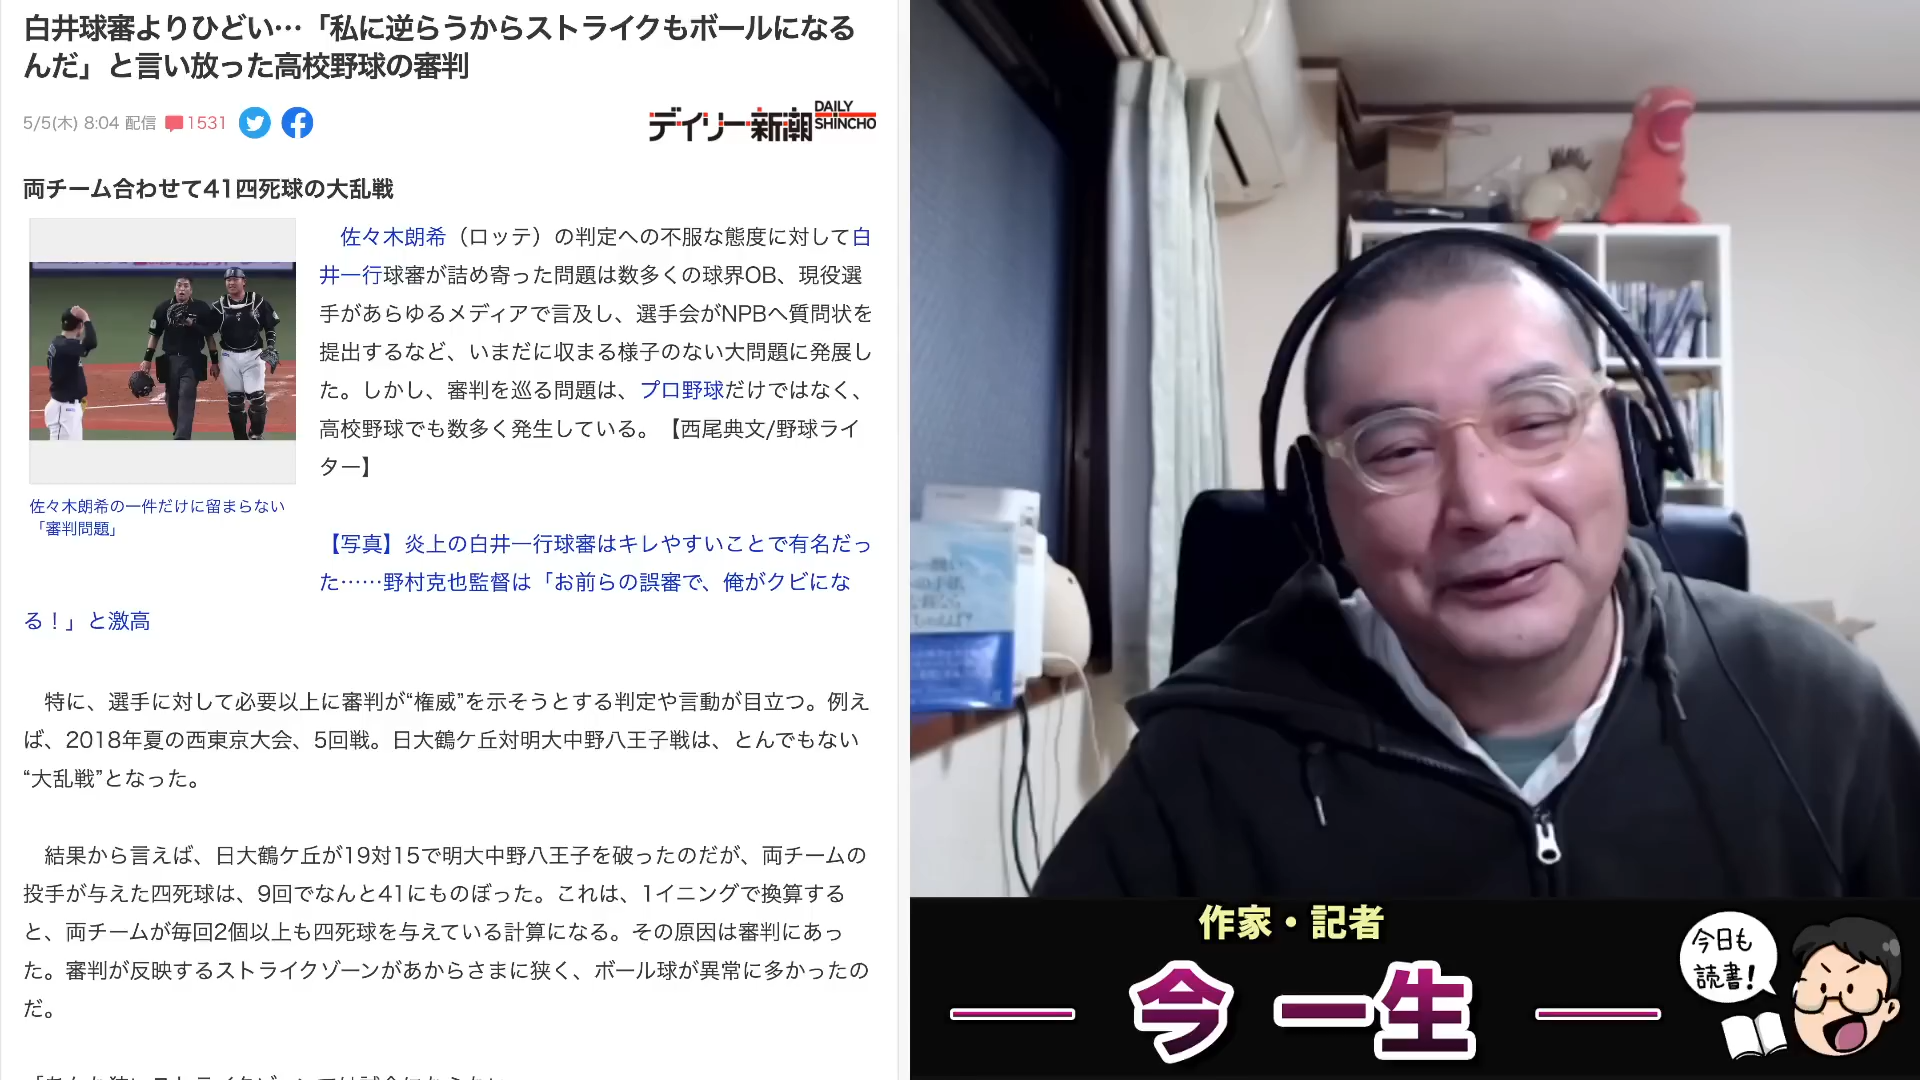 白井球審よりひどい…「私に逆らうからストライクもボールになる
んだ」と言い放った高校野球の審判
5/5(木) 8:04 配信 1531
デイリー新潮 DAILY SHINCHO
両チーム合わせて41四死球の大乱戦
佐々木朗希（ロッテ）の判定への不服な態度に対して白
井一行球審が詰め寄った問題は数多くの球界OB、現役選
手があらゆるメディアで言及し、選手会がNPBへ質問状を
提出するなど、いまだに収まる様子のない大問題に発展し
た。しかし、審判を巡る問題は、プロ野球だけではなく、
高校野球でも数多く発生している。【西尾典文/野球ライ
ター】
佐々木朗希の一件だけに留まらない
「審判問題」
【写真】炎上の白井一行球審はキレやすいことで有名だっ
た……野村克也監督は「お前らの誤審で、俺がクビにな
る！」と激高
特に、選手に対して必要以上に審判が“権威”を示そうとする判定や言動が目立つ。例え
ば、2018年夏の西東京大会、5回戦。日大鶴ケ丘対明大中野八王子戦は、とんでもない
“大乱戦”となった。
結果から言えば、日大鶴ケ丘が19対15で明大中野八王子を破ったのだが、両チームの
投手が与えた四死球は、9回でなんと41にものぼった。これは、1イニングで換算する
と、両チームが毎回2個以上も四死球を与えている計算になる。その原因は審判にあっ
た。審判が反映するストライクゾーンがあからさまに狭く、ボール球が異常に多かったの
だ。
作家・記者
今 一生
今日も
読書！